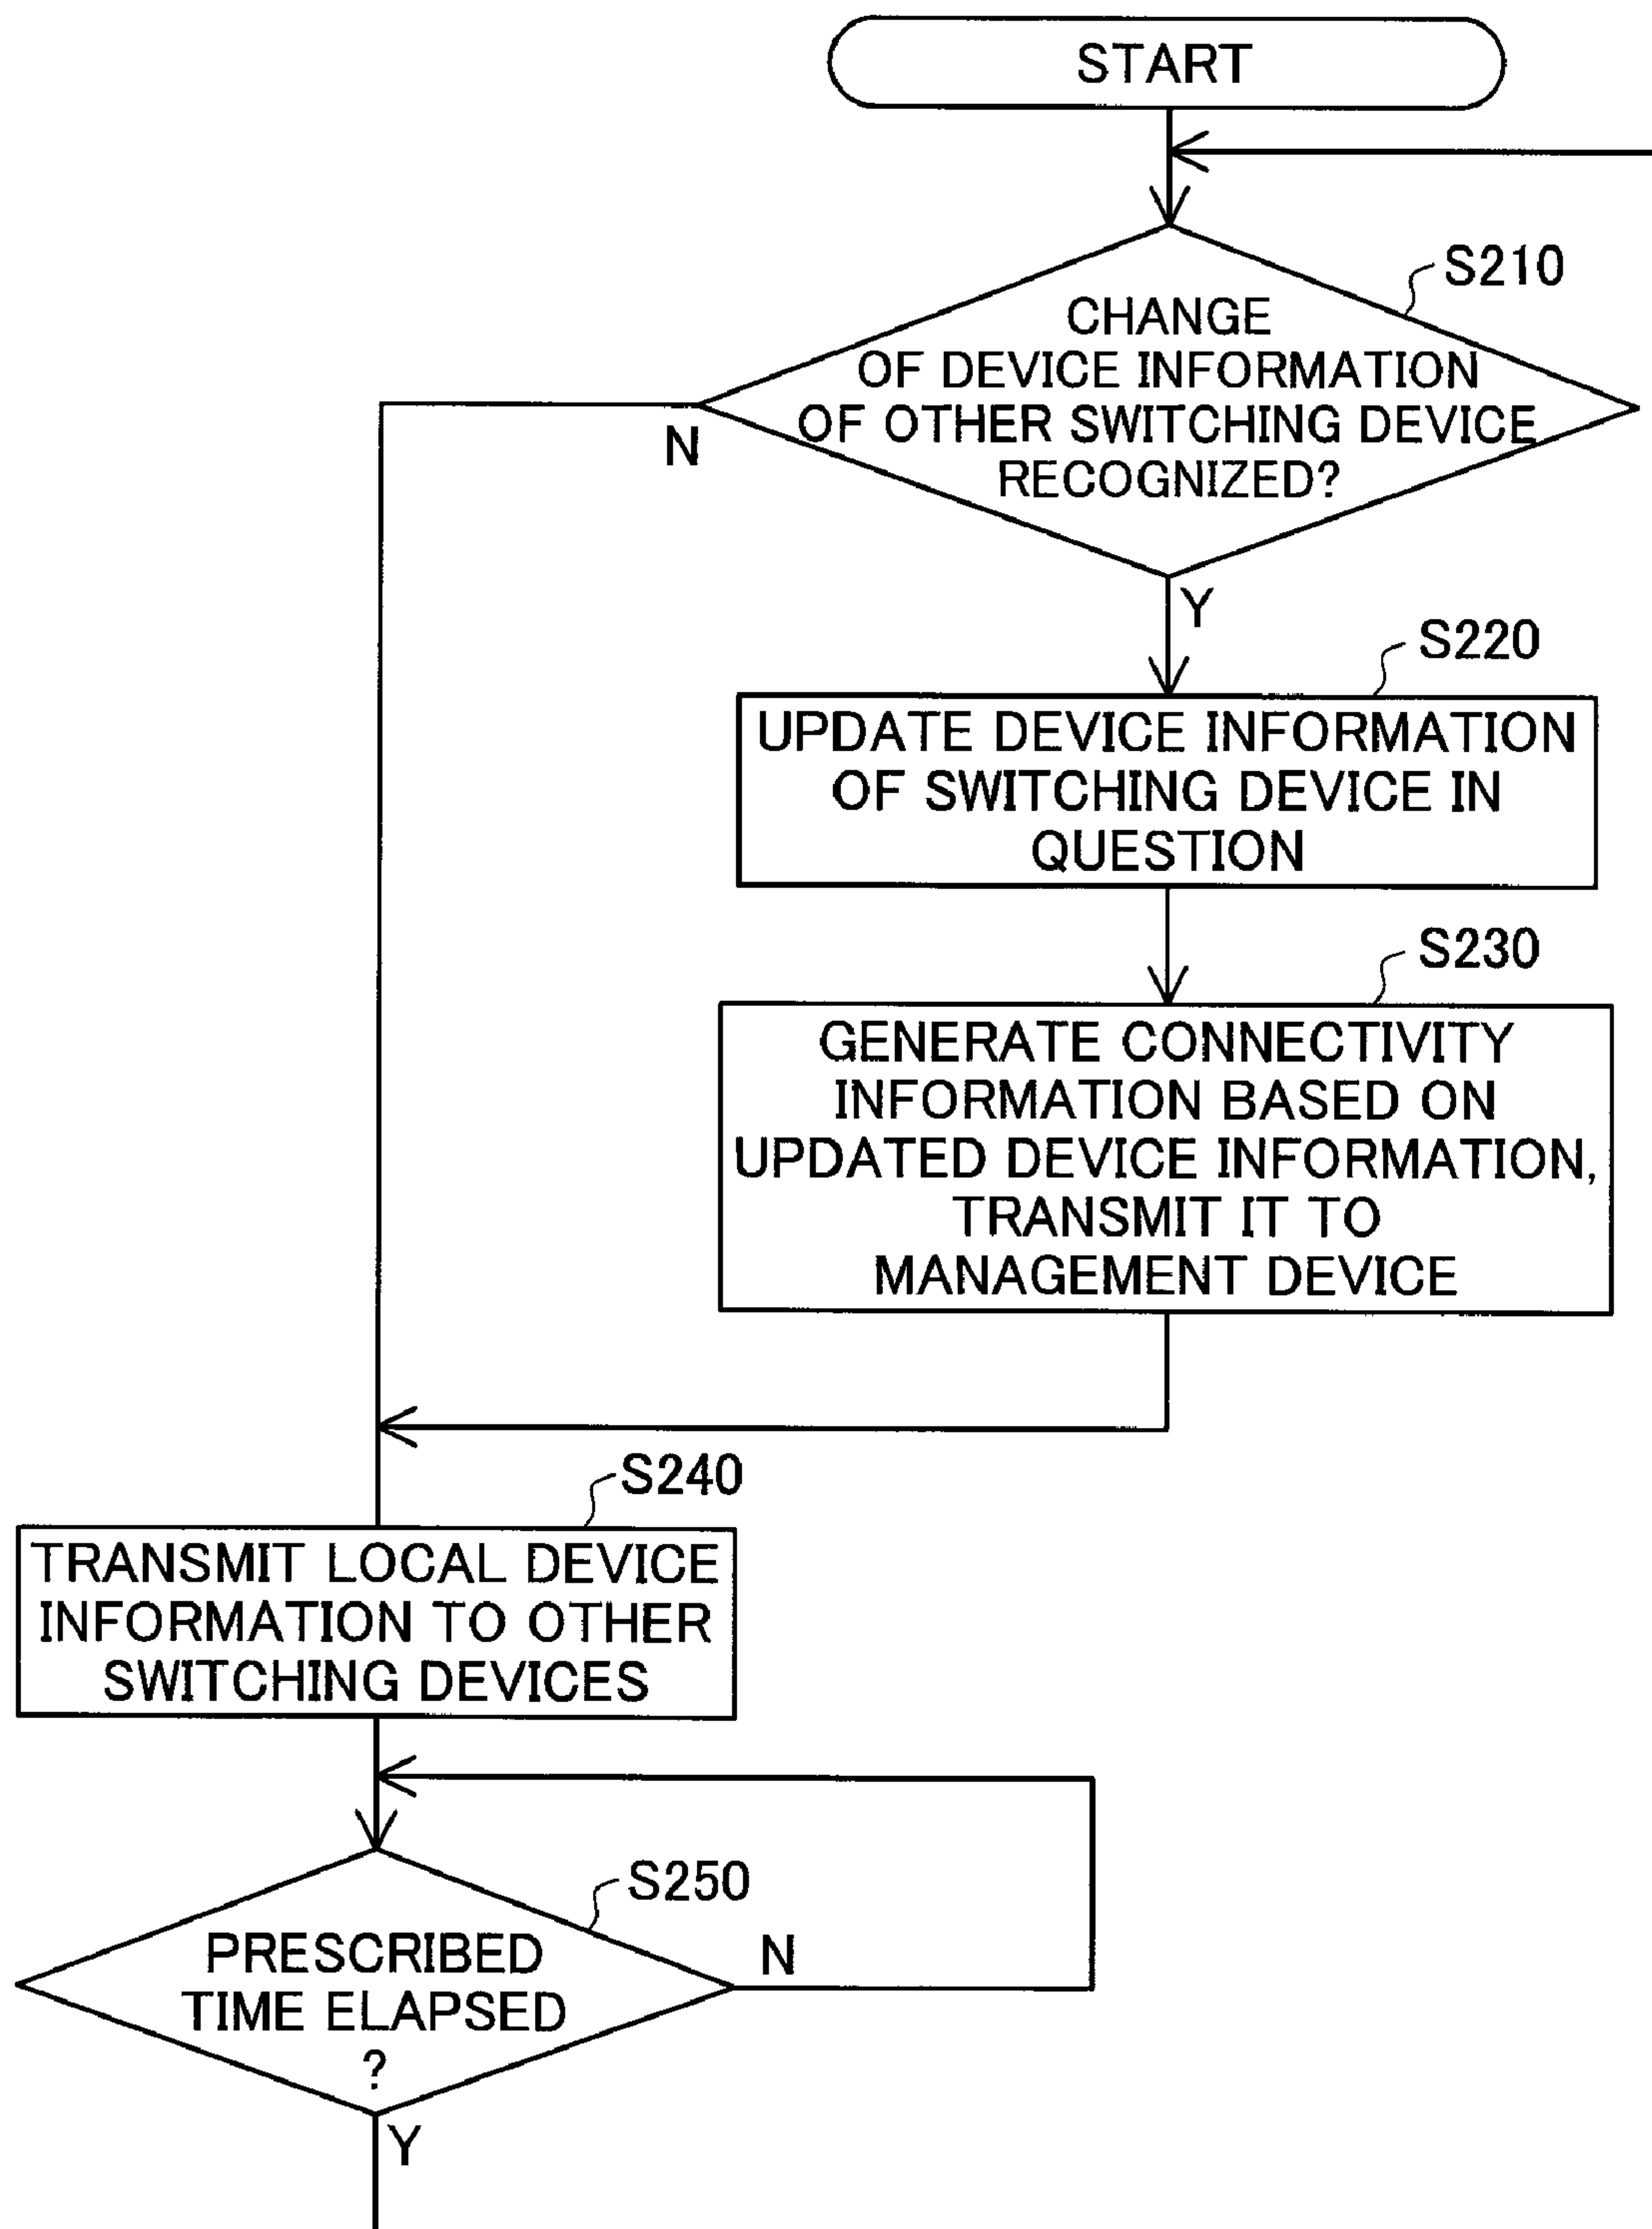 START
S210
CHANGE
OF DEVICE INFORMATION
OF OTHER SWITCHING DEVICE
RECOGNIZED?
N
Y
S220
UPDATE DEVICE INFORMATION
OF SWITCHING DEVICE IN
QUESTION
S230
GENERATE CONNECTIVITY
INFORMATION BASED ON
UPDATED DEVICE INFORMATION,
TRANSMIT IT TO
MANAGEMENT DEVICE
S240
TRANSMIT LOCAL DEVICE
INFORMATION TO OTHER
SWITCHING DEVICES
S250
PRESCRIBED
TIME ELAPSED
?
N
Y